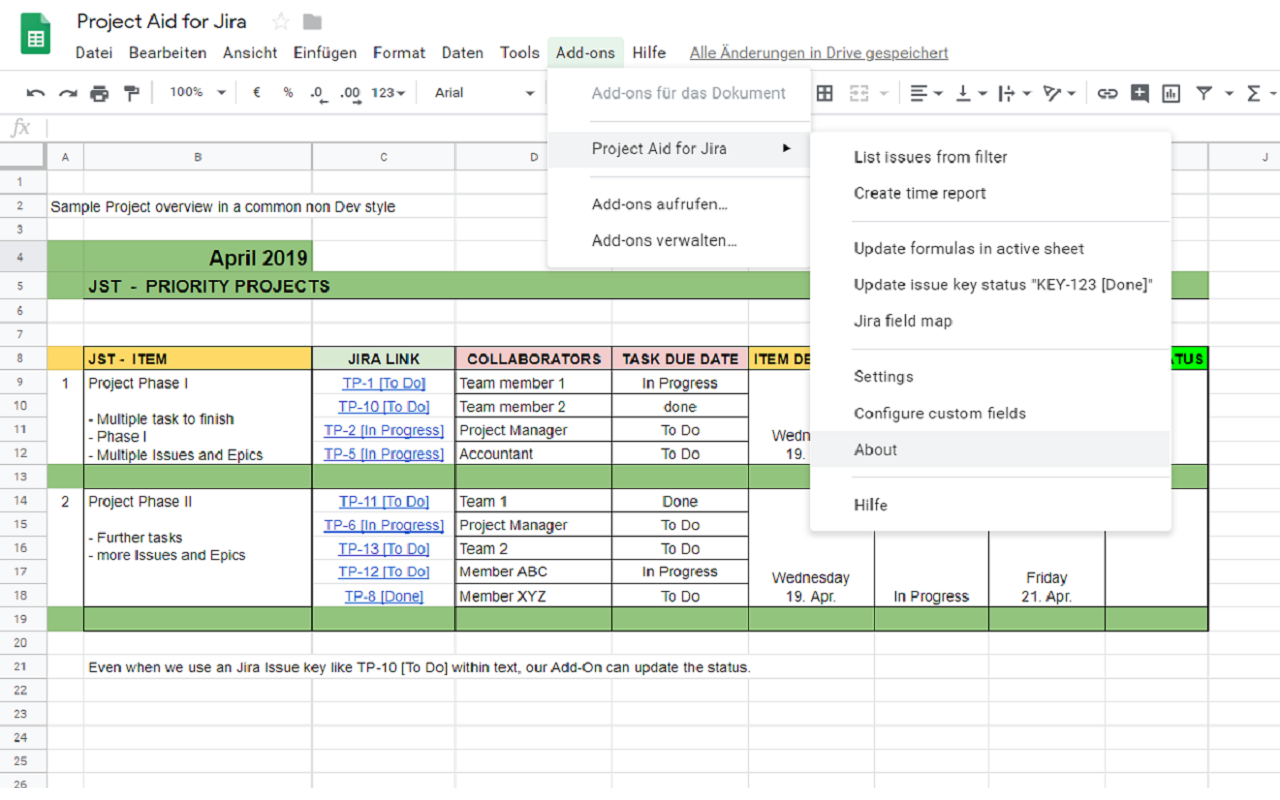 Project Aid for Jira
Datei Bearbeiten Ansicht Einfügen Format Daten Tools Add-ons Hilfe Alle Änderungen in Drive gespeichert
100% € % .0 .00 123 Arial
fx
Add-ons für das Dokument
Project Aid for Jira
Add-ons aufrufen...
Add-ons verwalten...
List issues from filter
Create time report
Update formulas in active sheet
Update issue key status "KEY-123 [Done]"
Jira field map
Settings
Configure custom fields
About
Hilfe
A B C D J
1
2 Sample Project overview in a common non Dev style
3
4 April 2019
5 JST - PRIORITY PROJECTS
6
7
8 JST - ITEM JIRA LINK COLLABORATORS TASK DUE DATE ITEM DE TUS
9 1 Project Phase I TP-1 [To Do] Team member 1 In Progress
10 - Multiple task to finish TP-10 [To Do] Team member 2 done
11 - Phase I TP-2 [In Progress] Project Manager To Do Wedn
12 - Multiple Issues and Epics TP-5 [In Progress] Accountant To Do 19.
13
14 2 Project Phase II TP-11 [To Do] Team 1 Done
15 - Further tasks TP-6 [In Progress] Project Manager To Do
16 - more Issues and Epics TP-13 [To Do] Team 2 To Do
17 TP-12 [To Do] Member ABC In Progress Wednesday Friday
18 TP-8 [Done] Member XYZ To Do 19. Apr. In Progress 21. Apr.
19
20
21 Even when we use an Jira Issue key like TP-10 [To Do] within text, our Add-On can update the status.
22
23
24
25
26